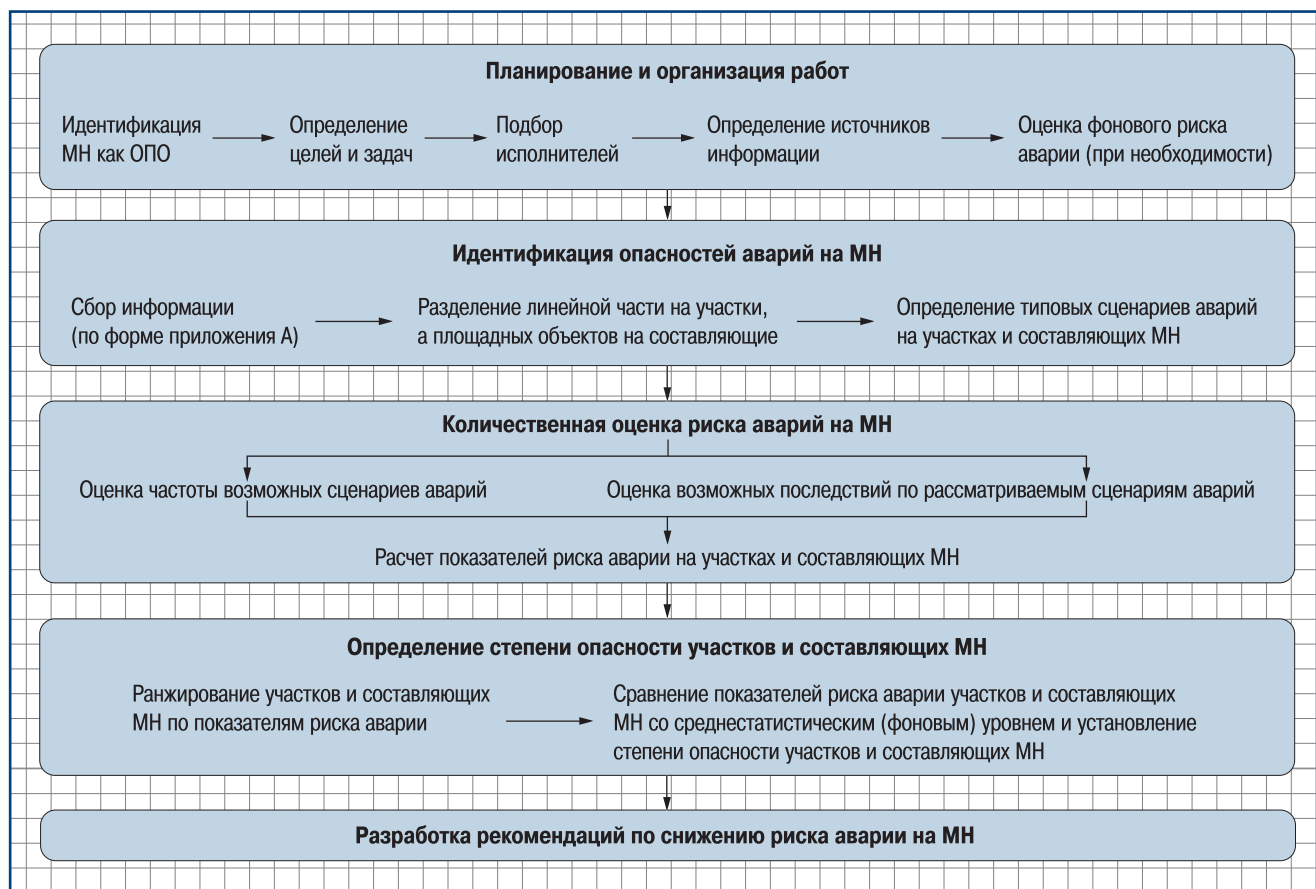 Планирование и организация работ
Идентификация
МН как ОПО
Определение
целей и задач
Подбор
исполнителей
Определение источников
информации
Оценка фонового риска
аварии (при необходимости)
Идентификация опасностей аварий на МН
Сбор информации
(по форме приложения А)
Разделение линейной части на участки,
а площадных объектов на составляющие
Определение типовых сценариев аварий
на участках и составляющих МН
Количественная оценка риска аварий на МН
Оценка частоты возможных сценариев аварий
Оценка возможных последствий по рассматриваемым сценариям аварий
Расчет показателей риска аварии на участках и составляющих МН
Определение степени опасности участков и составляющих МН
Ранжирование участков и составляющих
МН по показателям риска аварии
Сравнение показателей риска аварии участков и составляющих
МН со среднестатистическим (фоновым) уровнем и установление
степени опасности участков и составляющих МН
Разработка рекомендаций по снижению риска аварии на МН